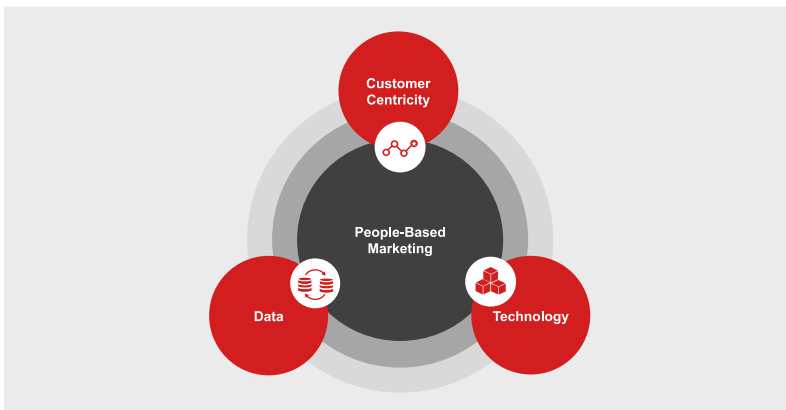 Customer
Centricity
People-Based
Marketing
Data
Technology